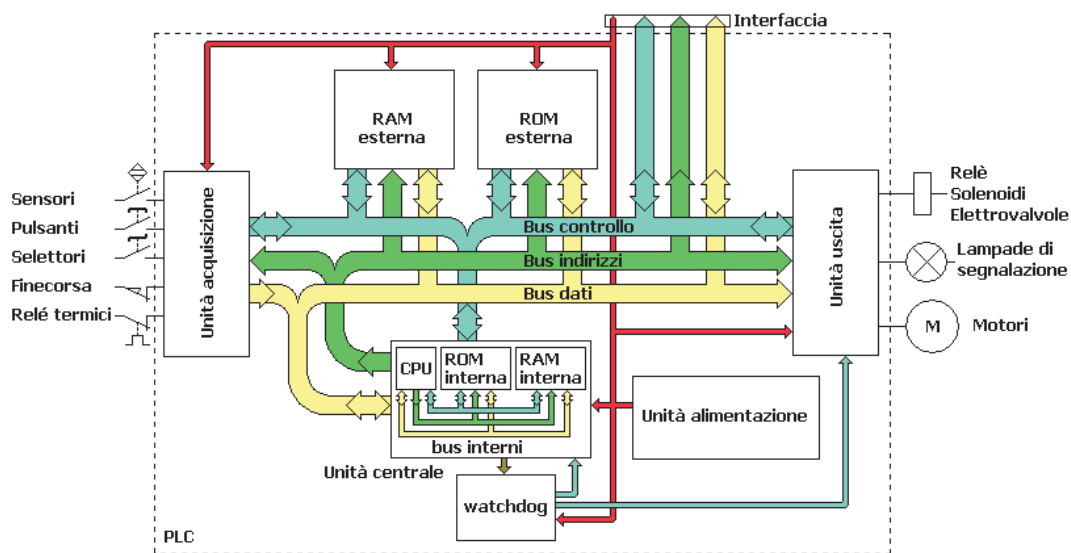 Interfaccia
RAM
esterna
ROM
esterna
Sensori
Pulsanti
Selettori
Finecorsa
Relé termici
Unità acquisizione
Bus controllo
Bus indirizzi
Bus dati
Unità uscita
Relè
Solenoidi
Elettrovalvole
Lampade di
segnalazione
M
Motori
CPU
ROM
interna
RAM
interna
bus interni
Unità centrale
Unità alimentazione
watchdog
PLC